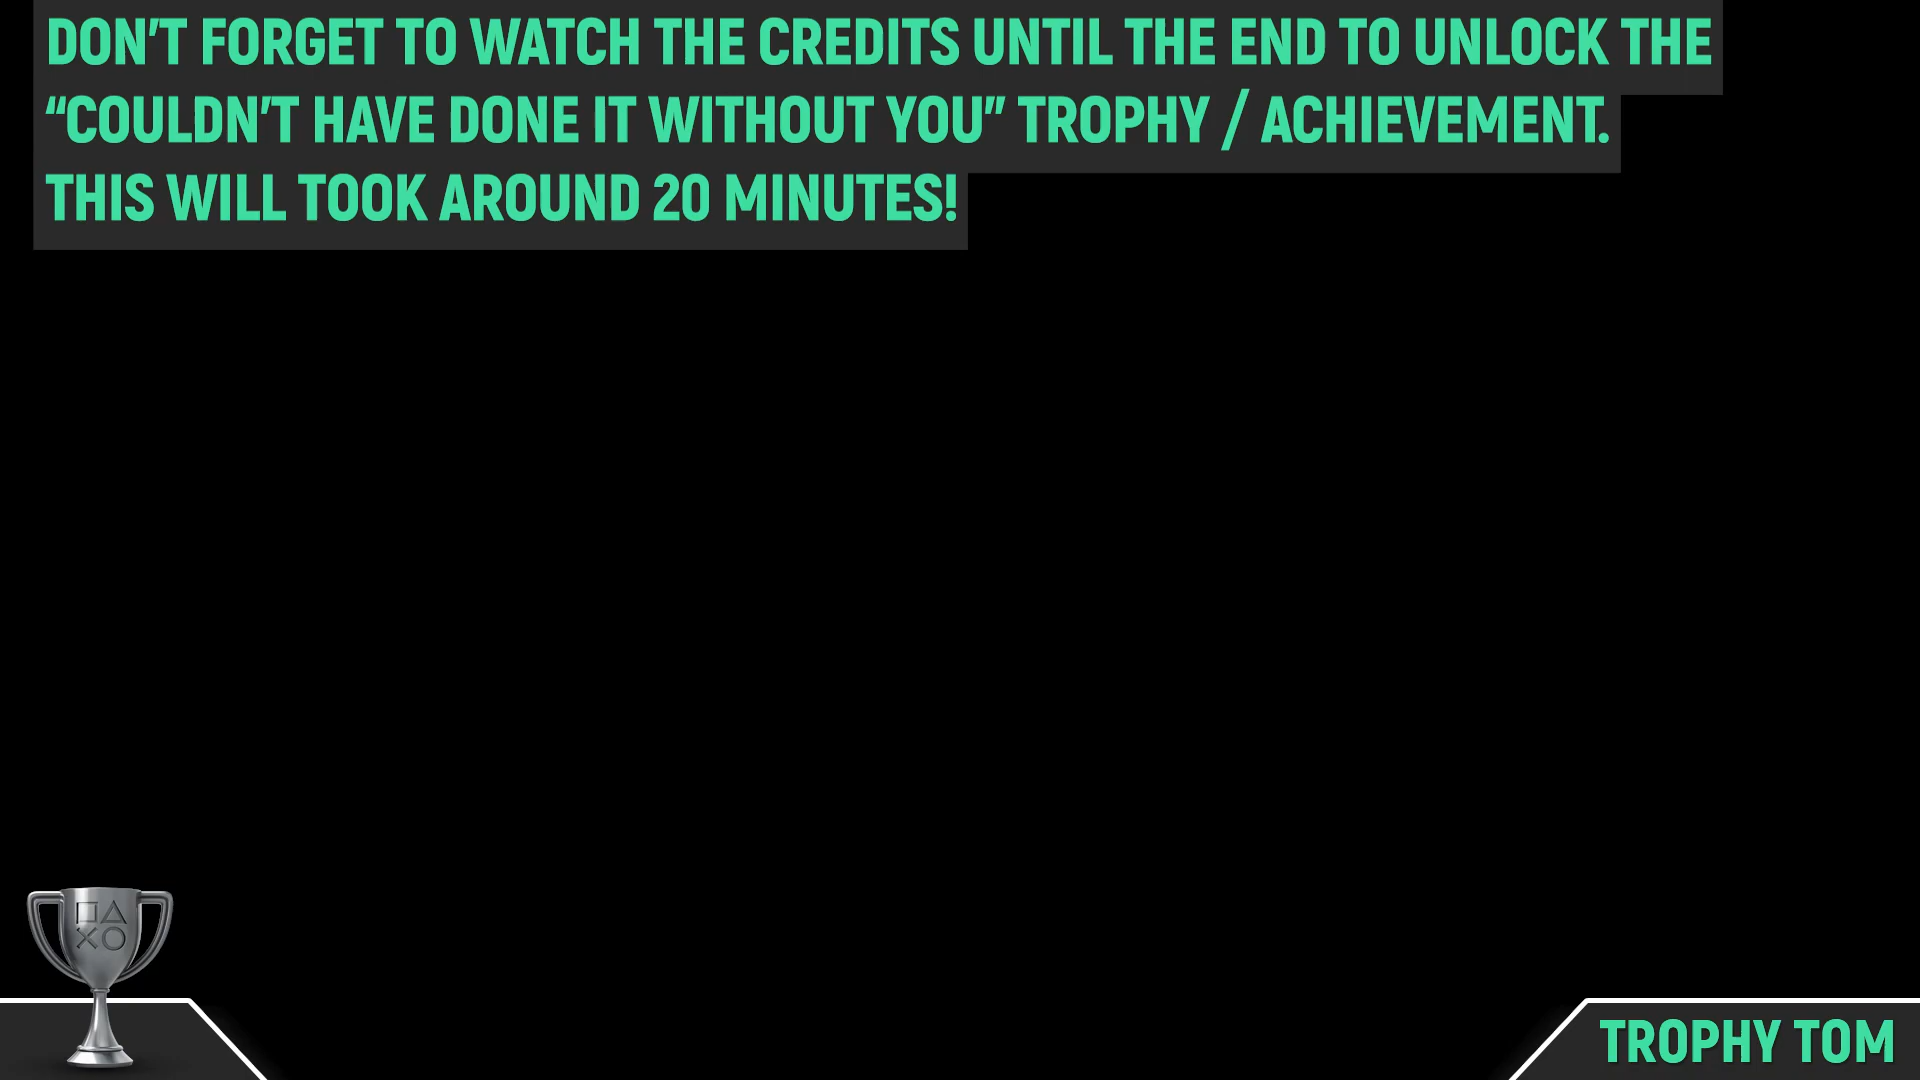 DON'T FORGET TO WATCH THE CREDITS UNTIL THE END TO UNLOCK THE
“COULDN'T HAVE DONE IT WITHOUT YOU” TROPHY / ACHIEVEMENT.
THIS WILL TOOK AROUND 20 MINUTES!
TROPHY TOM